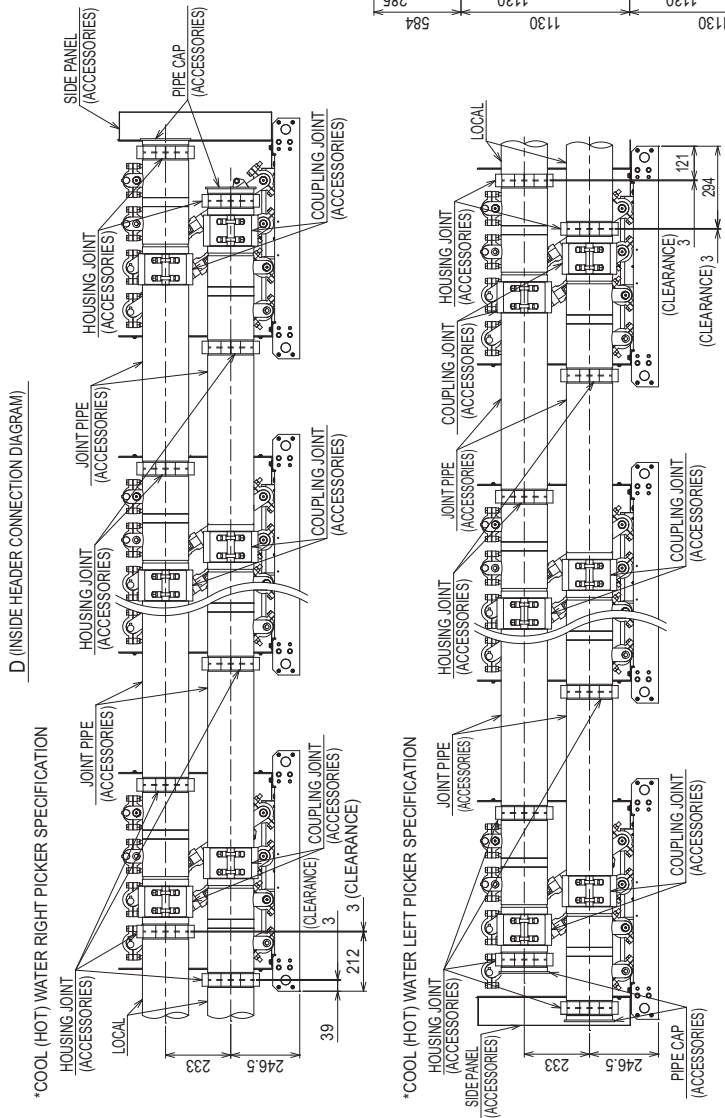 D (INSIDE HEADER CONNECTION DIAGRAM)
*COOL (HOT) WATER RIGHT PICKER SPECIFICATION
HOUSING JOINT
(ACCESSORIES)
LOCAL
JOINT PIPE
(ACCESSORIES)
HOUSING JOINT
(ACCESSORIES)
JOINT PIPE
(ACCESSORIES)
HOUSING JOINT
(ACCESSORIES)
SIDE PANEL
(ACCESSORIES)
PIPE CAP
(ACCESSORIES)
233
246.5
39
212
3
(CLEARANCE)
3 (CLEARANCE)
COUPLING JOINT
(ACCESSORIES)
COUPLING JOINT
(ACCESSORIES)
COUPLING JOINT
(ACCESSORIES)
*COOL (HOT) WATER LEFT PICKER SPECIFICATION
SIDE PANEL
(ACCESSORIES)
HOUSING JOINT
(ACCESSORIES)
JOINT PIPE
(ACCESSORIES)
HOUSING JOINT
(ACCESSORIES)
JOINT PIPE
(ACCESSORIES)
COUPLING JOINT
(ACCESSORIES)
HOUSING JOINT
(ACCESSORIES)
LOCAL
233
246.5
PIPE CAP
(ACCESSORIES)
COUPLING JOINT
(ACCESSORIES)
COUPLING JOINT
(ACCESSORIES)
(CLEARANCE)
3
121
(CLEARANCE) 3
294
584
1130
1130